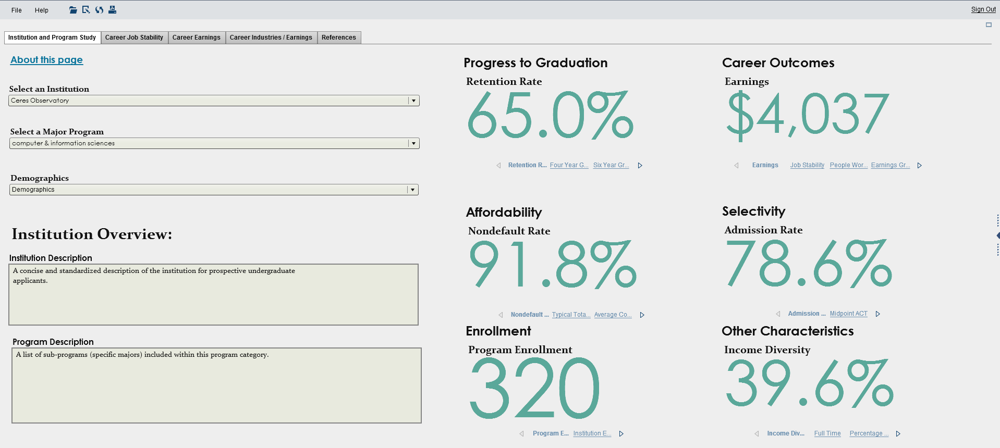 File Help
Sign Out
Institution and Program Study Career Job Stability Career Earnings Career Industries / Earnings References
About this page
Select an Institution
Ceres Observatory
Select a Major Program
computer & information sciences
Demographics
Demographics
Institution Overview:
Institution Description
A concise and standardized description of the institution for prospective undergraduate
applicants.
Program Description
A list of sub-programs (specific majors) included within this program category.
Progress to Graduation
Retention Rate
65.0%
Retention R... Four Year G... Six Year Gr...
Career Outcomes
Earnings
$4,037
Earnings Job Stability People Wor... Earnings Gr...
Affordability
Nondefault Rate
91.8%
Nondefault ... Typical Tota... Average Co...
Selectivity
Admission Rate
78.6%
Admission ... Midpoint ACT
Enrollment
Program Enrollment
320
Program E... Institution E...
Other Characteristics
Income Diversity
39.6%
Income Div... Full Time Percentage ...